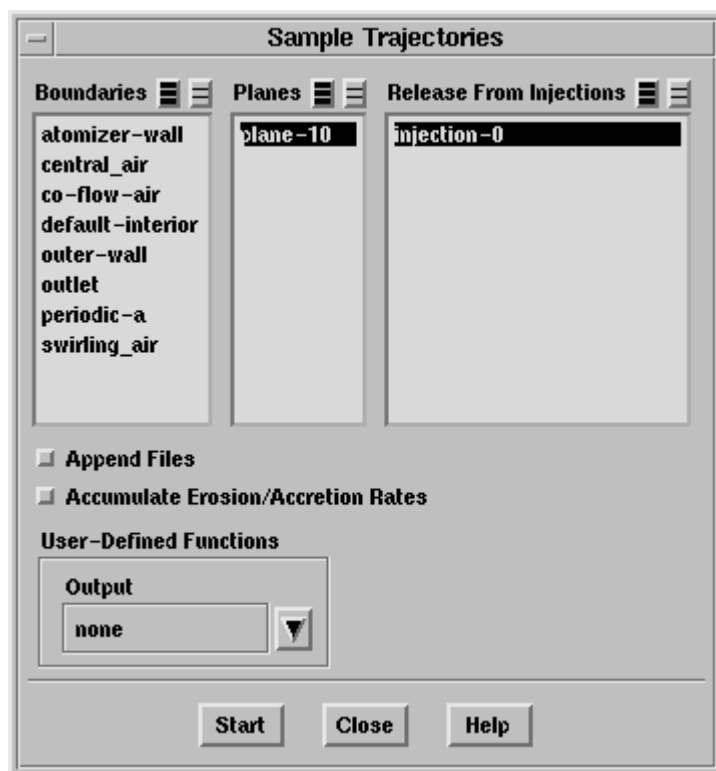 Sample Trajectories
Boundaries Planes Release From Injections
atomizer-wall
central_air
co-flow-air
default-interior
outer-wall
outlet
periodic-a
swirling_air
plane-10
injection-0
Append Files
Accumulate Erosion/Accretion Rates
User-Defined Functions
Output
none
Start Close Help